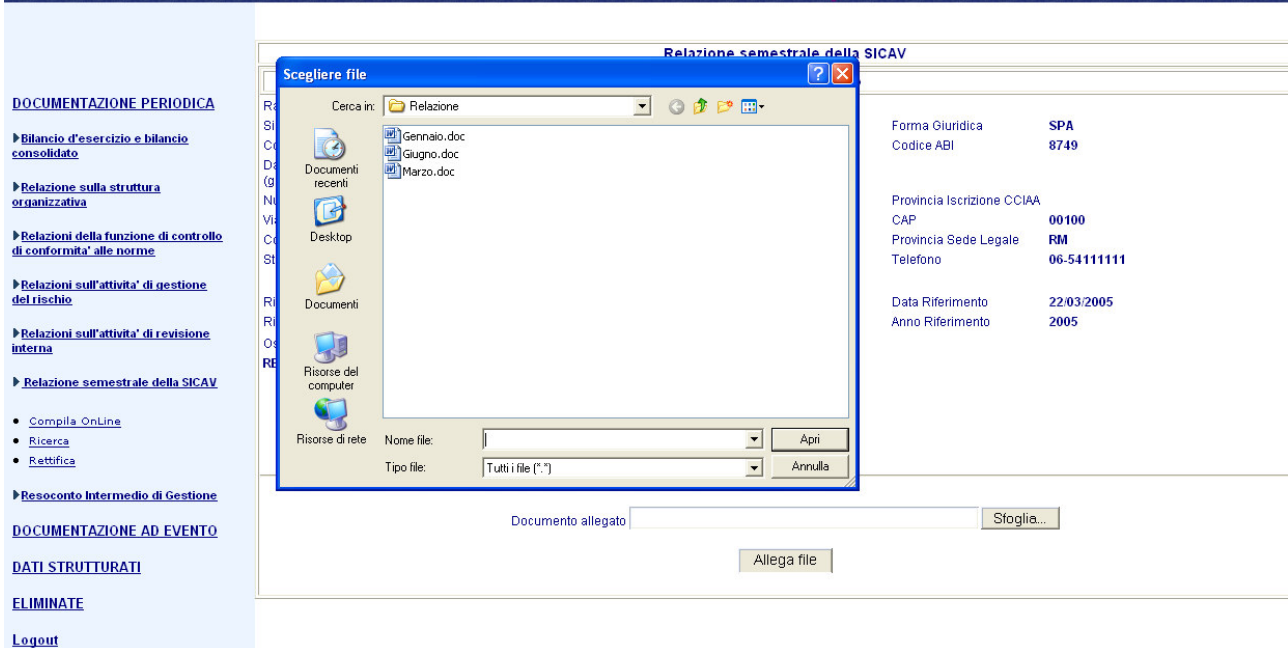 Relazione semestrale della SICAV
DOCUMENTAZIONE PERIODICA
Bilancio d'esercizio e bilancio
consolidato
Relazione sulla struttura
organizzativa
Relazioni della funzione di controllo
di conformita' alle norme
Relazioni sull'attivita' di gestione
del rischio
Relazioni sull'attivita' di revisione
interna
Relazione semestrale della SICAV
Compila OnLine
Ricerca
Rettifica
Resoconto Intermedio di Gestione
DOCUMENTAZIONE AD EVENTO
DATI STRUTTURATI
ELIMINATE
Logout
Scegliere file
Cerca in: Relazione
Gennaio.doc
Giugno.doc
Marzo.doc
Documenti
recenti
Desktop
Documenti
Risorse del
computer
Risorse di rete
Nome file: Apri
Tipo file: Tutti i file (*.*) Annulla
Forma Giuridica SPA
Codice ABI 8749
Provincia Iscrizione CCIAA
CAP 00100
Provincia Sede Legale RM
Telefono 06-54111111
Data Riferimento 22/03/2005
Anno Riferimento 2005
Documento allegato Sfoglia...
Allega file